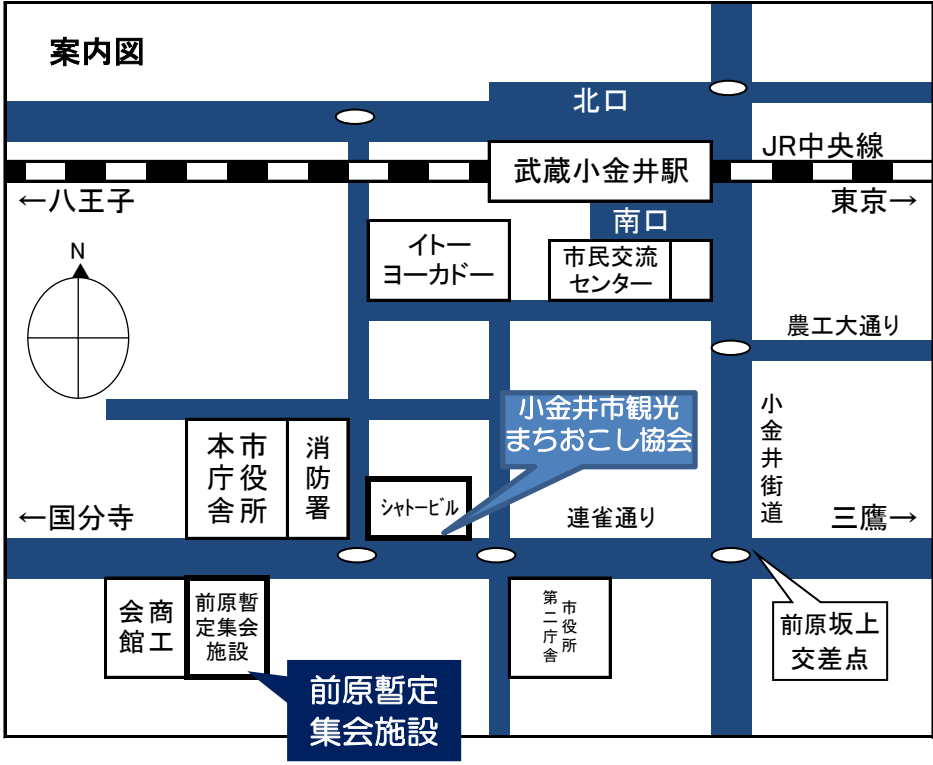 案内図
北口
JR中央線
武蔵小金井駅
←八王子
東京→
南口
N
イトー
ヨーカドー
市民交流
センター
農工大通り
小金井市観光
まちおこし協会
小金井街道
市役所
本庁舎
消防署
シャトービル
←国分寺
連雀通り
三鷹→
商工
会館
前原暫
定集会
施設
市役所
第二庁舎
前原坂上
交差点
前原暫定
集会施設